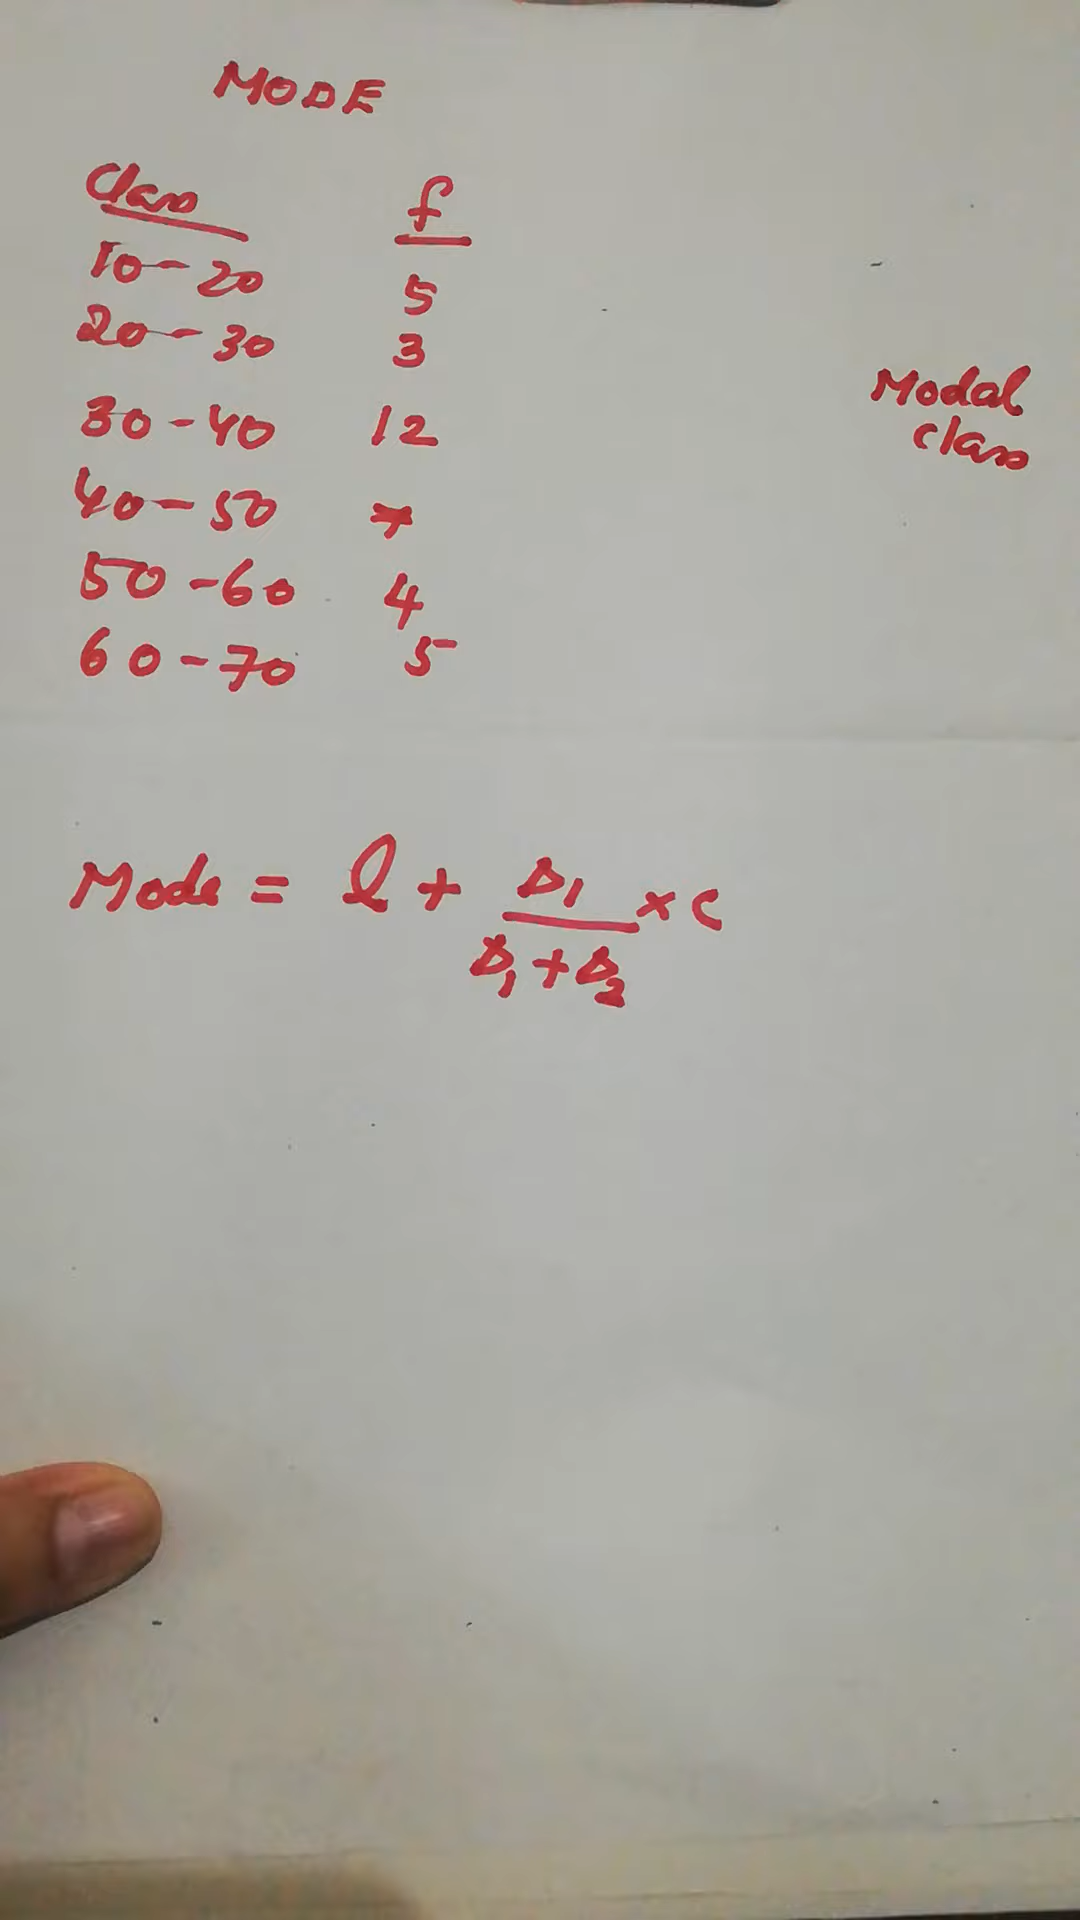 MODE
Class f
10-20 5
20-30 3
30-40 12
40-50 7
50-60 4
60-70 5
Modal
class
Mode = l + Δ1 / Δ1+Δ2 × c